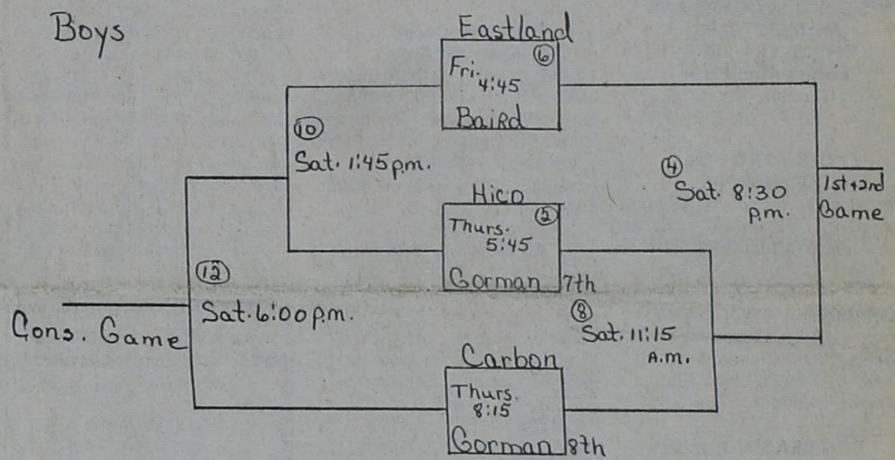 Boys
Eastland
⑥
Fri.
4:45
Baird
⑩
Sat. 1:45 p.m.
④
Sat. 8:30
p.m.
1st + 2nd
Game
Hico
Thurs.
5:45
Gorman 7th
⑫
Sat. 6:00 p.m.
Cons. Game
⑧
Sat. 11:15
A.m.
Carbon
Thurs.
8:15
Gorman 8th